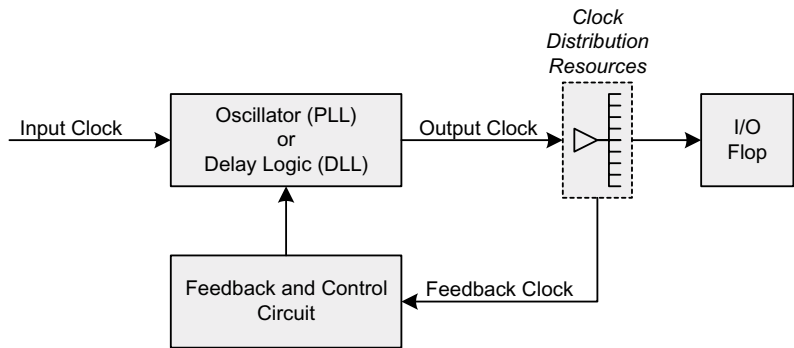 Clock
Distribution
Resources
Input Clock
Oscillator (PLL)
or
Delay Logic (DLL)
Output Clock
I/O
Flop
Feedback and Control
Circuit
Feedback Clock